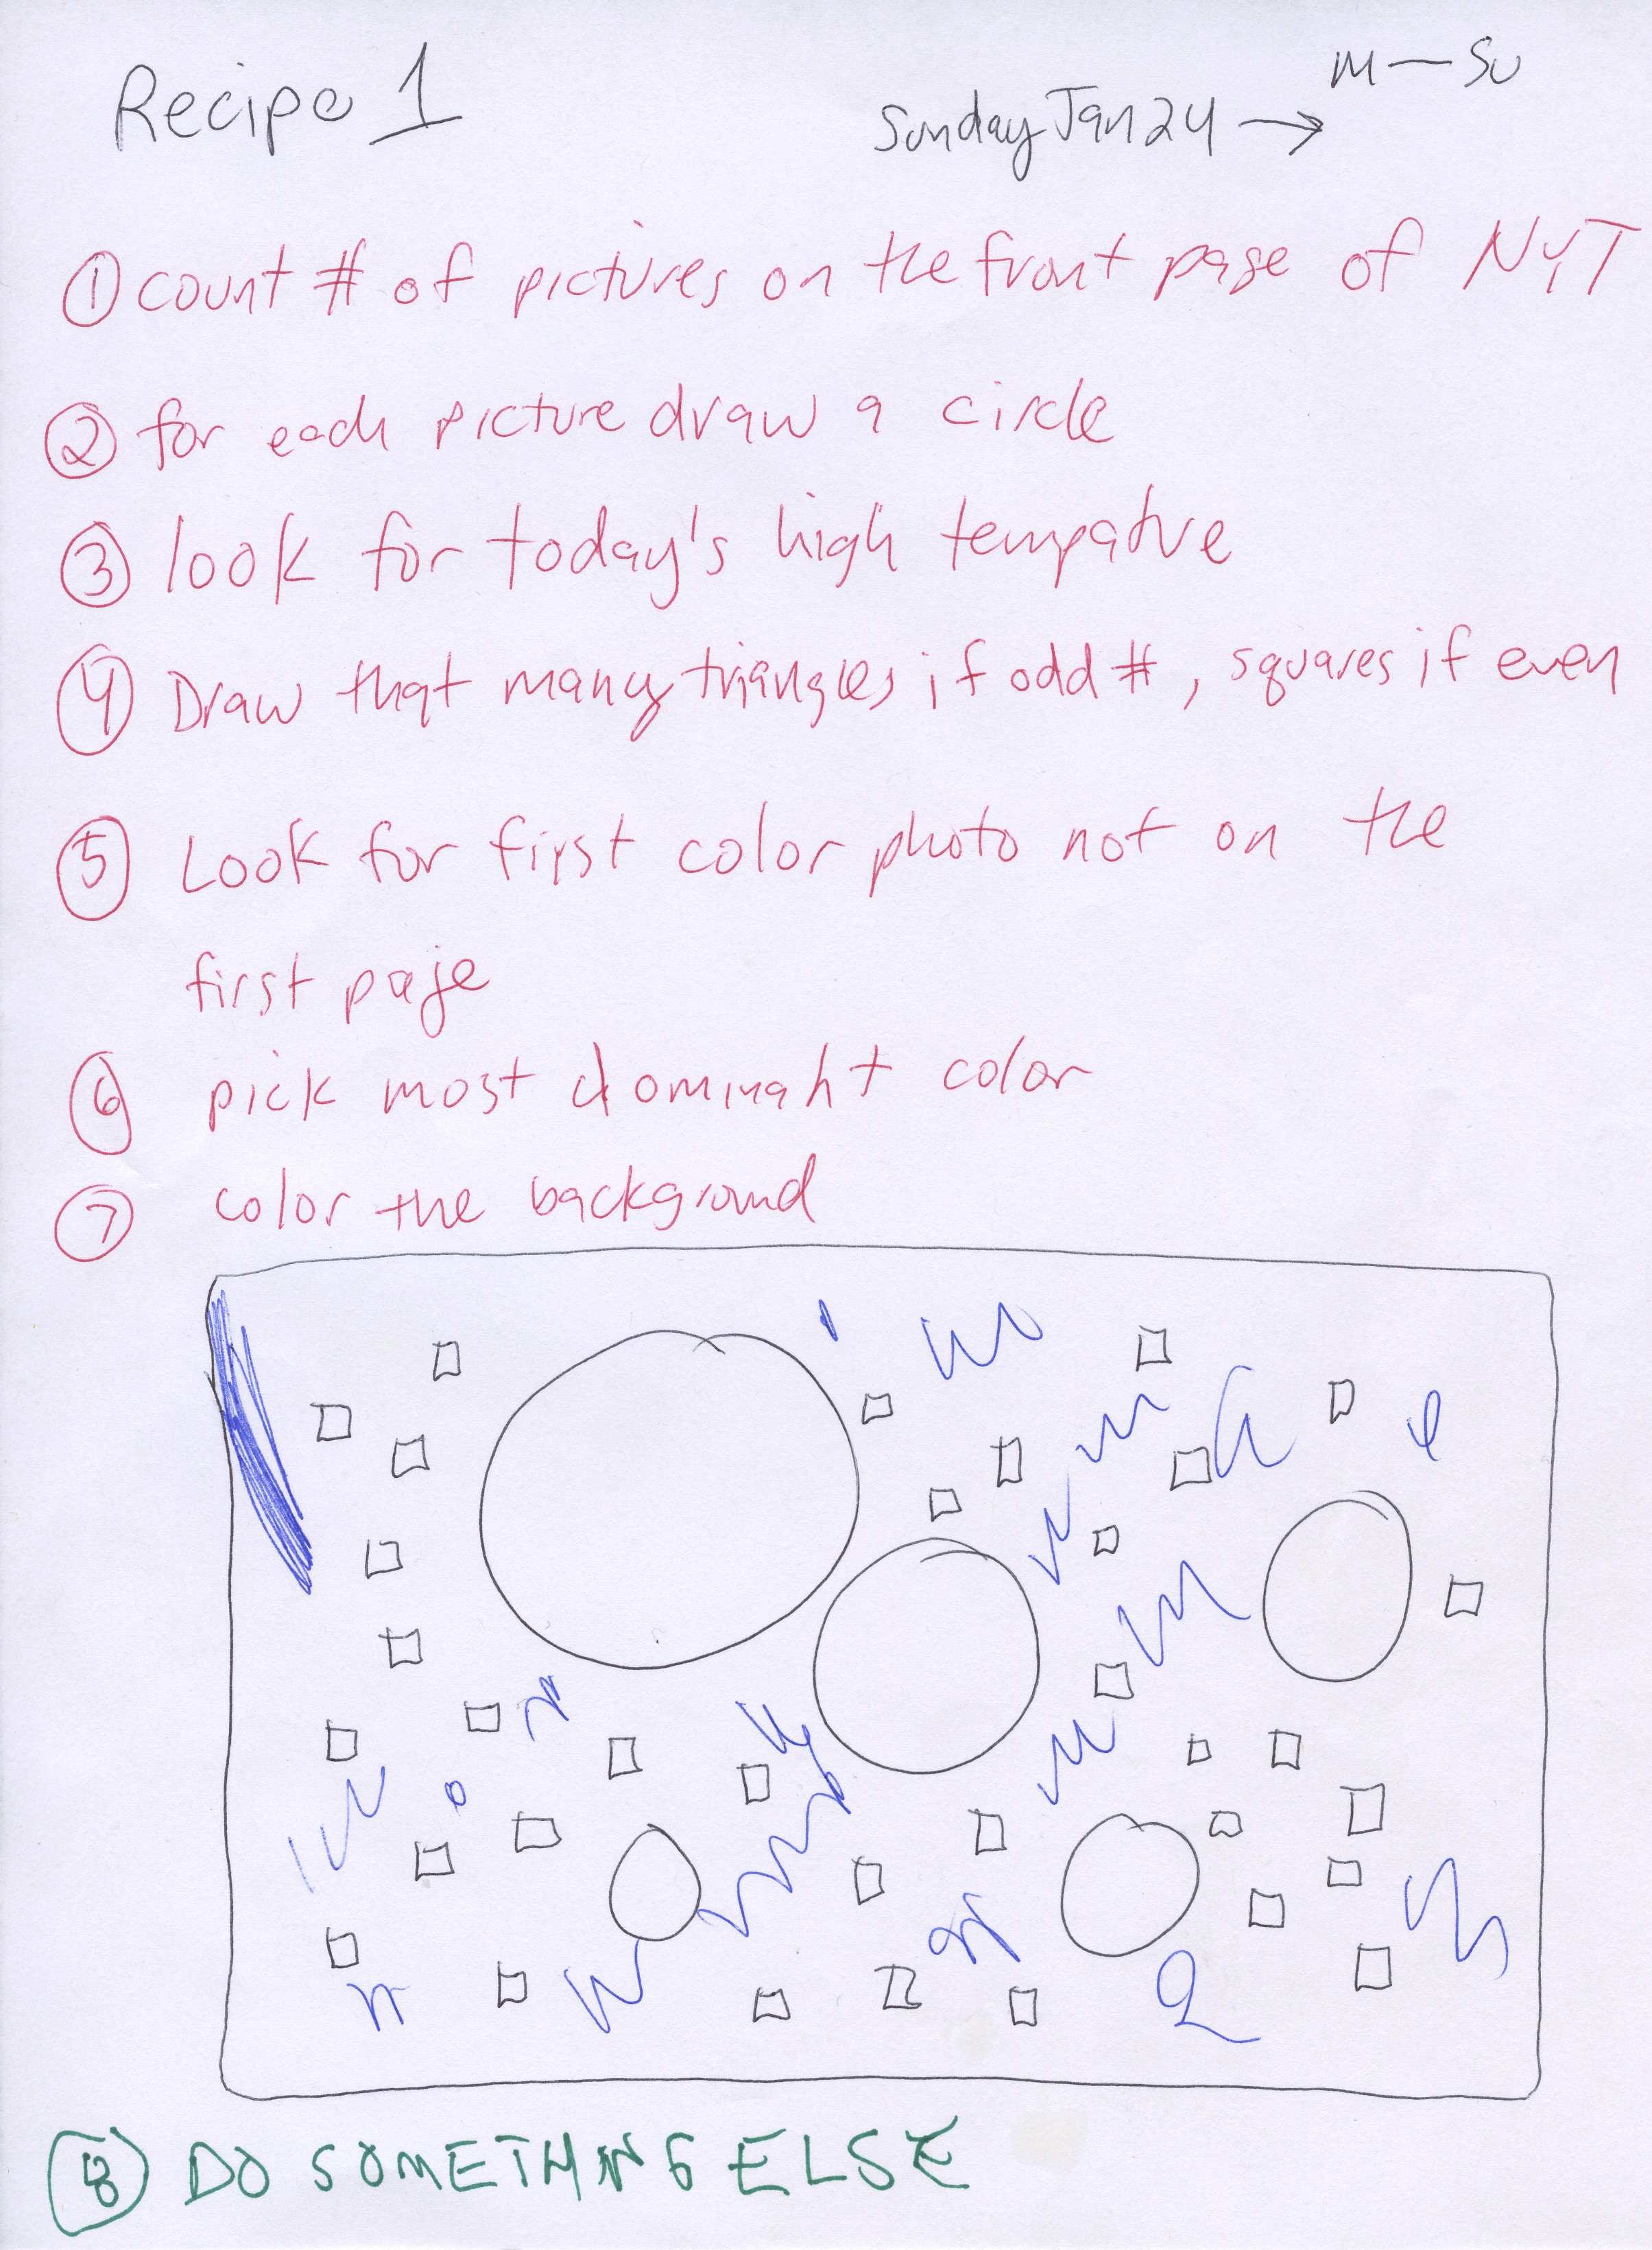 Recipe 1
M — Su
Sunday Jan 24 →
① count # of pictures on the front page of NYT
② for each picture draw a circle
③ look for today's high tempature
④ Draw that many triangles if odd #, squares if even
⑤ Look for first color photo not on the
first page
⑥ pick most dominant color
⑦ color the background
⑧ DO SOMETHING ELSE